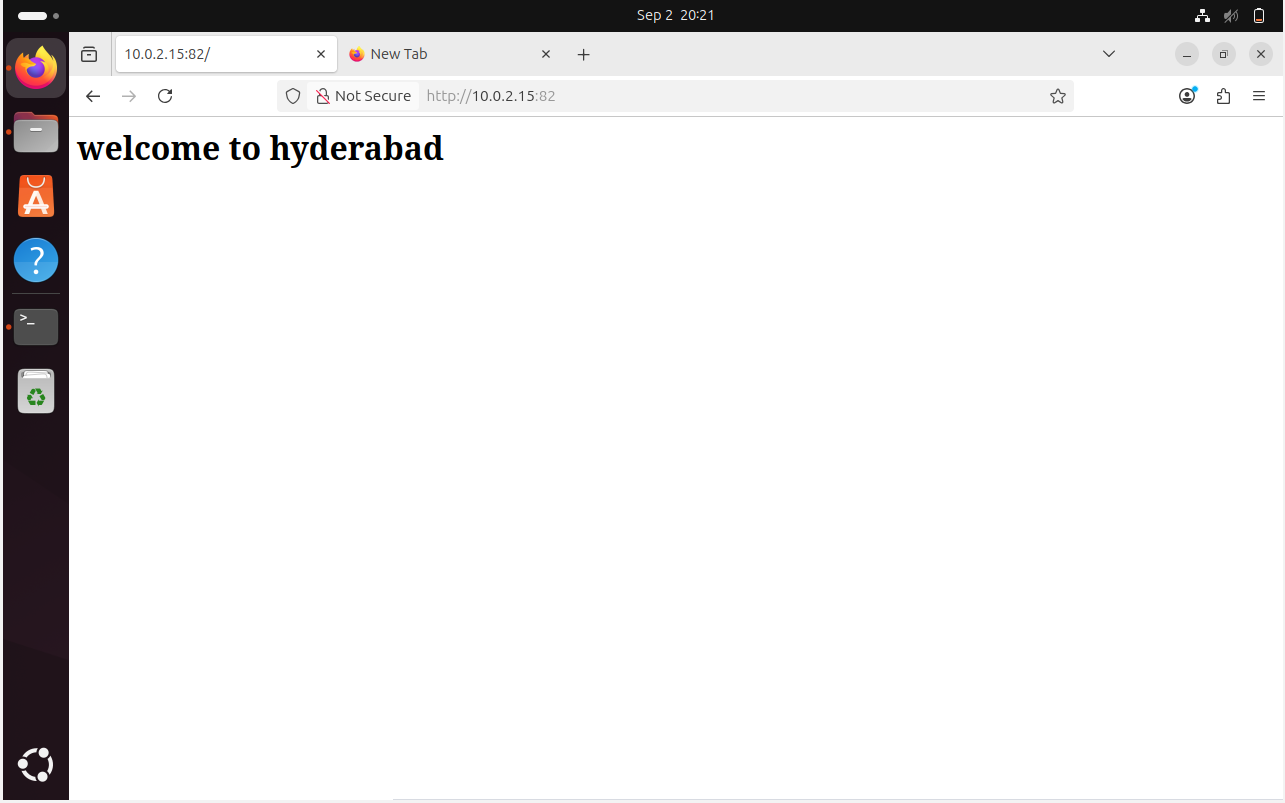 Sep 2 20:21
10.0.2.15:82/
New Tab
Not Secure
http://10.0.2.15:82
welcome to hyderabad